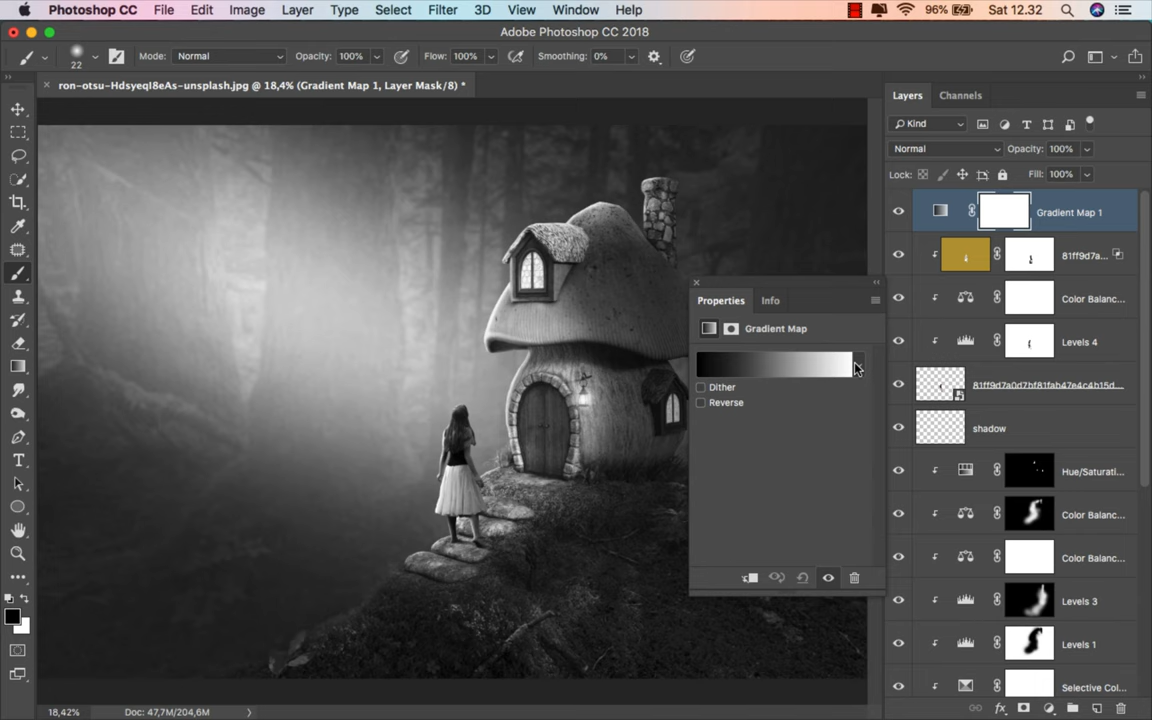 Photoshop CC File Edit Image Layer Type Select Filter 3D View Window Help 96% Sat 12.32
Adobe Photoshop CC 2018
22 Mode: Normal Opacity: 100% Flow: 100% Smoothing: 0%
ron-otsu-HdsyeqI8eAs-unsplash.jpg @ 18,4% (Gradient Map 1, Layer Mask/8) *
Layers Channels
Kind
Normal Opacity: 100%
Lock: Fill: 100%
Gradient Map 1
81ff9d7a...
Color Balanc...
Levels 4
81ff9d7a0d7bf81fab47e4c4b15d...
shadow
Hue/Saturati...
Color Balanc...
Color Balanc...
Levels 3
Levels 1
Selective Col...
Properties Info
Gradient Map
Dither
Reverse
18,42% Doc: 47,7M/204,6M